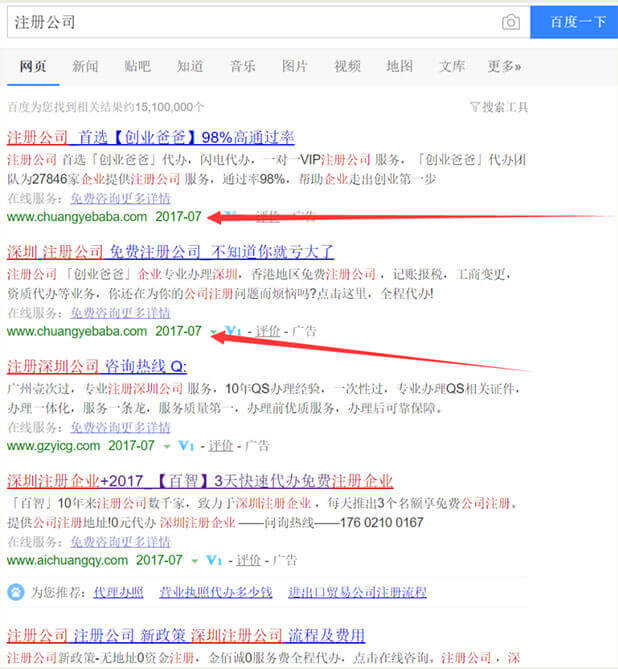 注册公司
百度一下
网页 新闻 贴吧 知道 音乐 图片 视频 地图 文库 更多»
百度为您找到相关结果约15,100,000个 搜索工具
注册公司_首选【创业爸爸】98%高通过率
注册公司 首选「创业爸爸」代办，闪电代办，一对一VIP注册公司 服务，「创业爸爸」代办团
队为27846家企业提供注册公司 服务，通过率98%，帮助企业走出创业第一步
在线服务：免费咨询更多详情
www.chuangyebaba.com 2017-07 评价 - 广告
深圳 注册公司 免费注册公司_不知道你就亏大了
注册公司 「创业爸爸」企业专业办理深圳，香港地区免费注册公司 ，记账报税，工商变更，
资质代办等业务，你还在为你的公司注册问题而烦恼吗?点击这里，全程代办!
在线服务：免费咨询更多详情
www.chuangyebaba.com 2017-07 V1 - 评价 - 广告
注册深圳公司 咨询热线 Q:
广州壹次过，专业注册深圳公司 服务，10年QS办理经验，一次性过，专业办理QS相关证件，
办理一体化，服务一条龙，服务质量第一，办理前优质服务，办理后可靠保障。
在线服务：免费咨询更多详情
www.gzyicg.com 2017-07 V1 - 评价 - 广告
深圳注册企业+2017_【百智】3天快速代办免费注册企业
「百智」10年来注册公司数千家，致力于深圳注册企业 ，每天推出3个名额享免费公司注册。
提供公司注册地址!0元代办 深圳注册企业 ——问询热线——176 0210 0167
在线服务：免费咨询更多详情
www.aichuangqy.com 2017-07 V1 - 评价 - 广告
为您推荐：代理办照 营业执照代办多少钱 进出口贸易公司注册流程
注册公司 注册公司 新政策 深圳注册公司 流程及费用
注册公司新政策-无地址0资金注册，金佰诚0服务费全程代办，点击在线咨询。注册公司 ，深